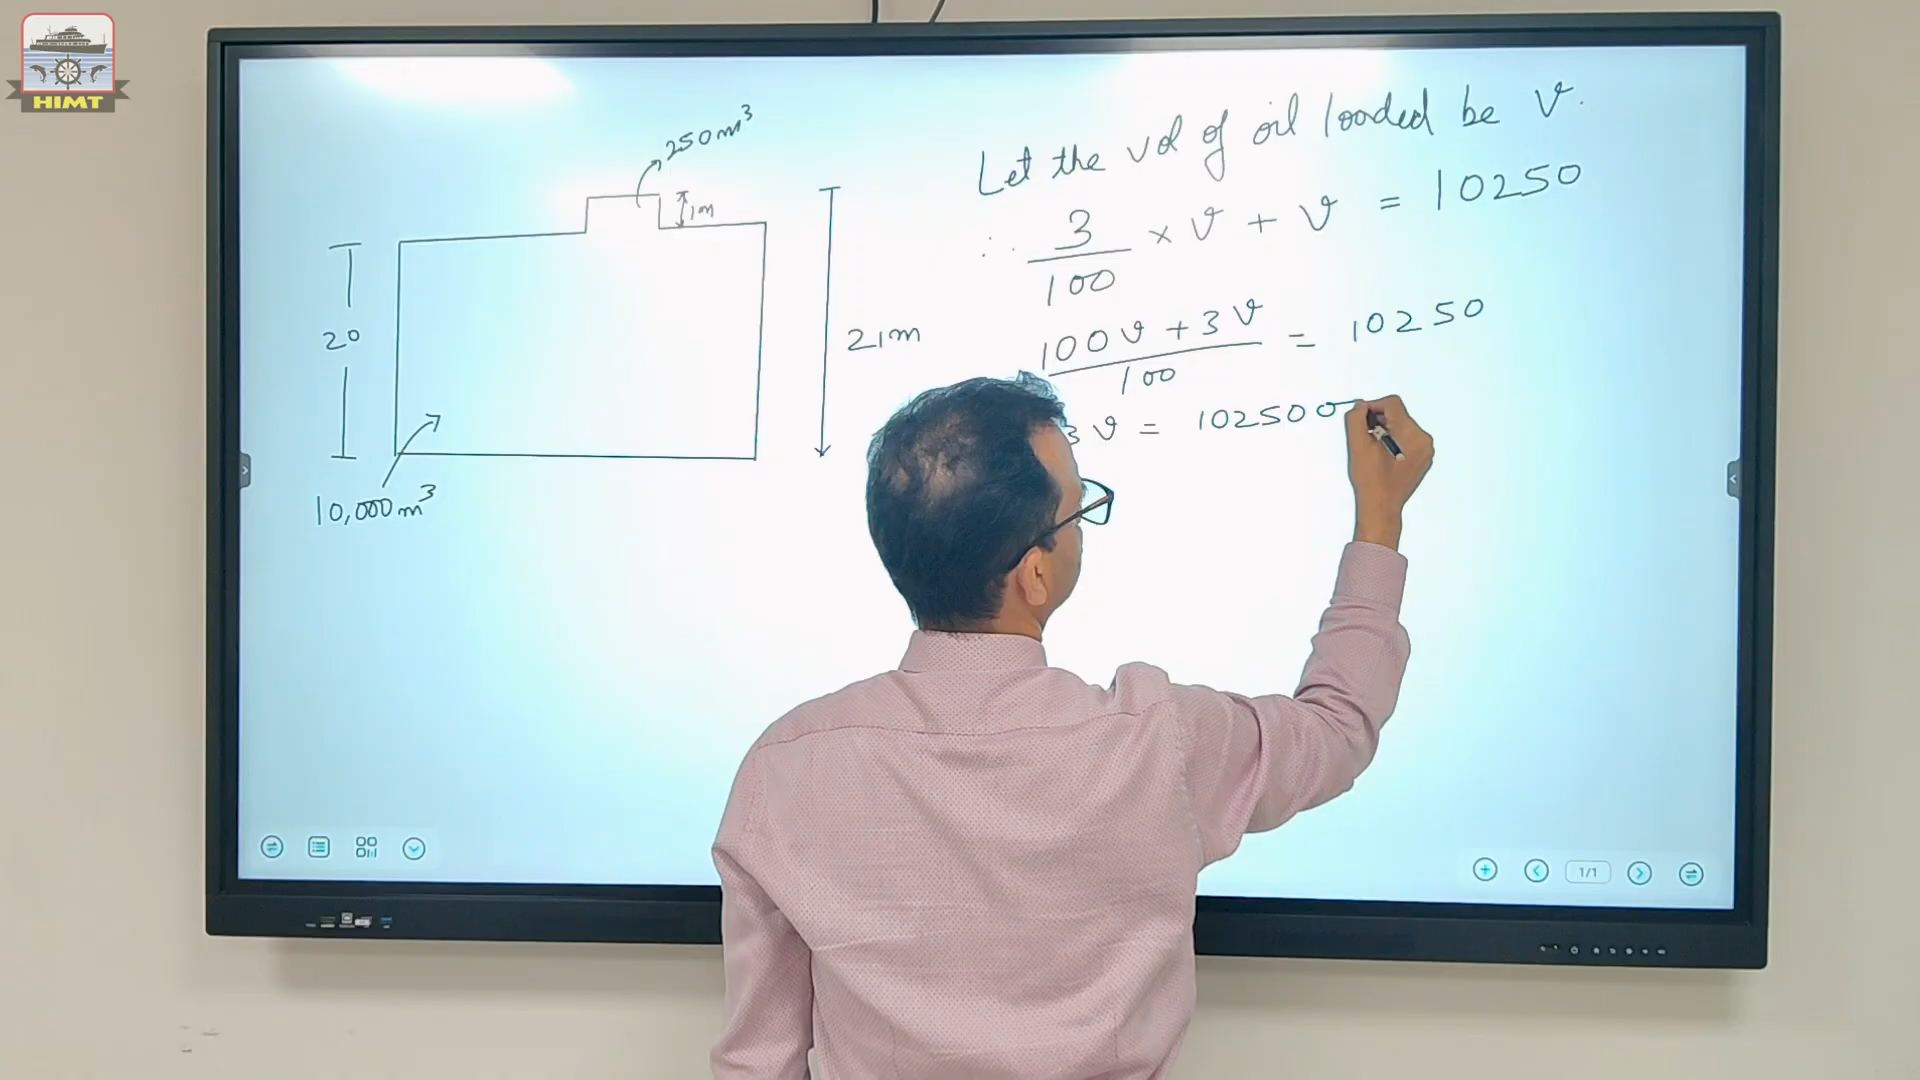 HIMT
250m³
1m
20
21m
10,000m³
Let the vol of oil loaded be V.
∴ 3/100 × V + V = 10250
100V + 3V / 100 = 10250
3V = 102500
1/1